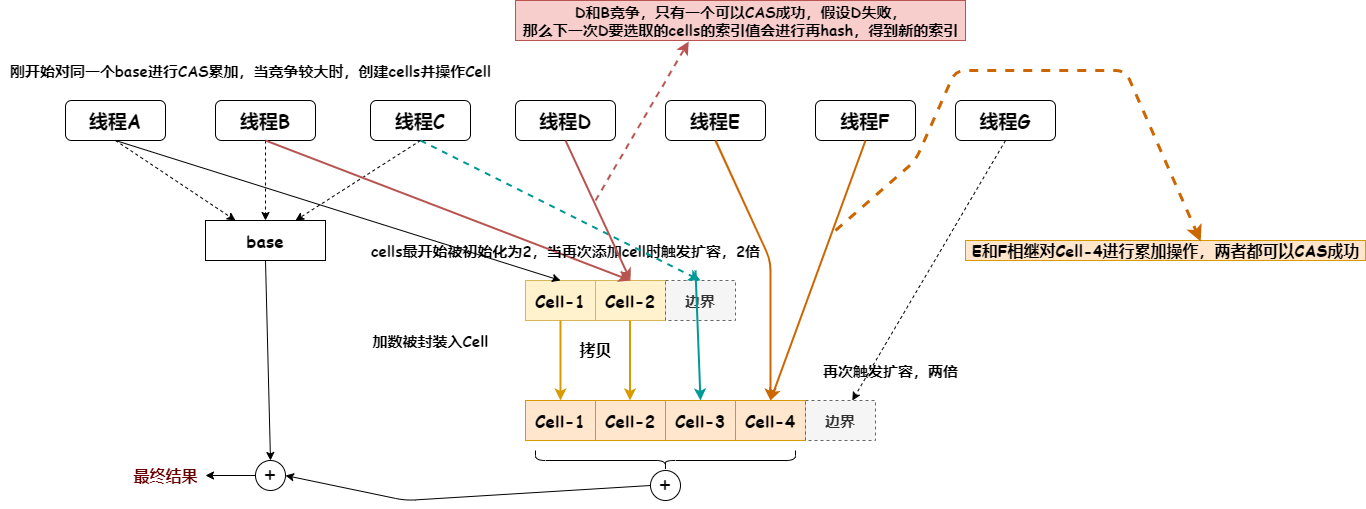 D和B竞争，只有一个可以CAS成功，假设D失败，
那么下一次D要选取的cells的索引值会进行再hash，得到新的索引
刚开始对同一个base进行CAS累加，当竞争较大时，创建cells并操作Cell
线程A
线程B
线程C
线程D
线程E
线程F
线程G
base
cells最开始被初始化为2，当再次添加cell时触发扩容，2倍
E和F相继对Cell-4进行累加操作，两者都可以CAS成功
Cell-1
Cell-2
边界
加数被封装入Cell
拷贝
再次触发扩容，两倍
Cell-1
Cell-2
Cell-3
Cell-4
边界
最终结果
+
+